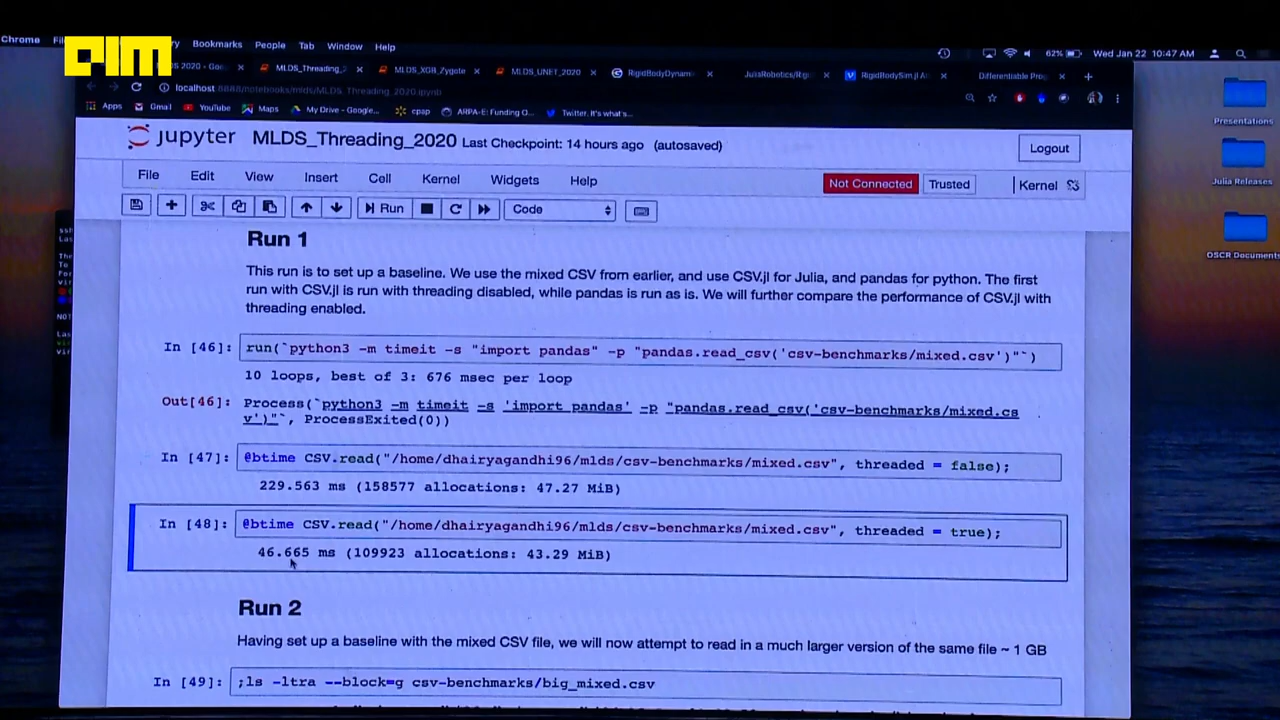 Chrome
AIM
Bookmarks People Tab Window Help
62% Wed Jan 22 10:47 AM
MLDS_Threading_2 MLDS_XGB_Zygote MLDS_UNET_2020 RigidBodyDynam JuliaRobotics/Rigi RigidBodySim.jl A Differentiable Prog
localhost:8888/notebooks/mlds/MLDS_Threading_2020.ipynb
Apps Gmail YouTube Maps My Drive - Google... cpap ARPA-E: Funding O... Twitter. It's what s...
Presentations
Julia Releases
OSCR Documents
jupyter MLDS_Threading_2020 Last Checkpoint: 14 hours ago (autosaved)
Logout
File Edit View Insert Cell Kernel Widgets Help
Not Connected Trusted Kernel
Run Code
Run 1
This run is to set up a baseline. We use the mixed CSV from earlier, and use CSV.jl for Julia, and pandas for python. The first
run with CSV.jl is run with threading disabled, while pandas is run as is. We will further compare the performance of CSV.jl with
threading enabled.
In [46]: run(`python3 -m timeit -s "import pandas" -p "pandas.read_csv('csv-benchmarks/mixed.csv')"`)
10 loops, best of 3: 676 msec per loop
Out[46]: Process(`python3 -m timeit -s 'import pandas' -p "pandas.read_csv('csv-benchmarks/mixed.cs
v')"`, ProcessExited(0))
In [47]: @btime CSV.read("/home/dhairyagandhi96/mlds/csv-benchmarks/mixed.csv", threaded = false);
229.563 ms (158577 allocations: 47.27 MiB)
In [48]: @btime CSV.read("/home/dhairyagandhi96/mlds/csv-benchmarks/mixed.csv", threaded = true);
46.665 ms (109923 allocations: 43.29 MiB)
Run 2
Having set up a baseline with the mixed CSV file, we will now attempt to read in a much larger version of the same file ~ 1 GB
In [49]: ;ls -ltra --block=g csv-benchmarks/big_mixed.csv